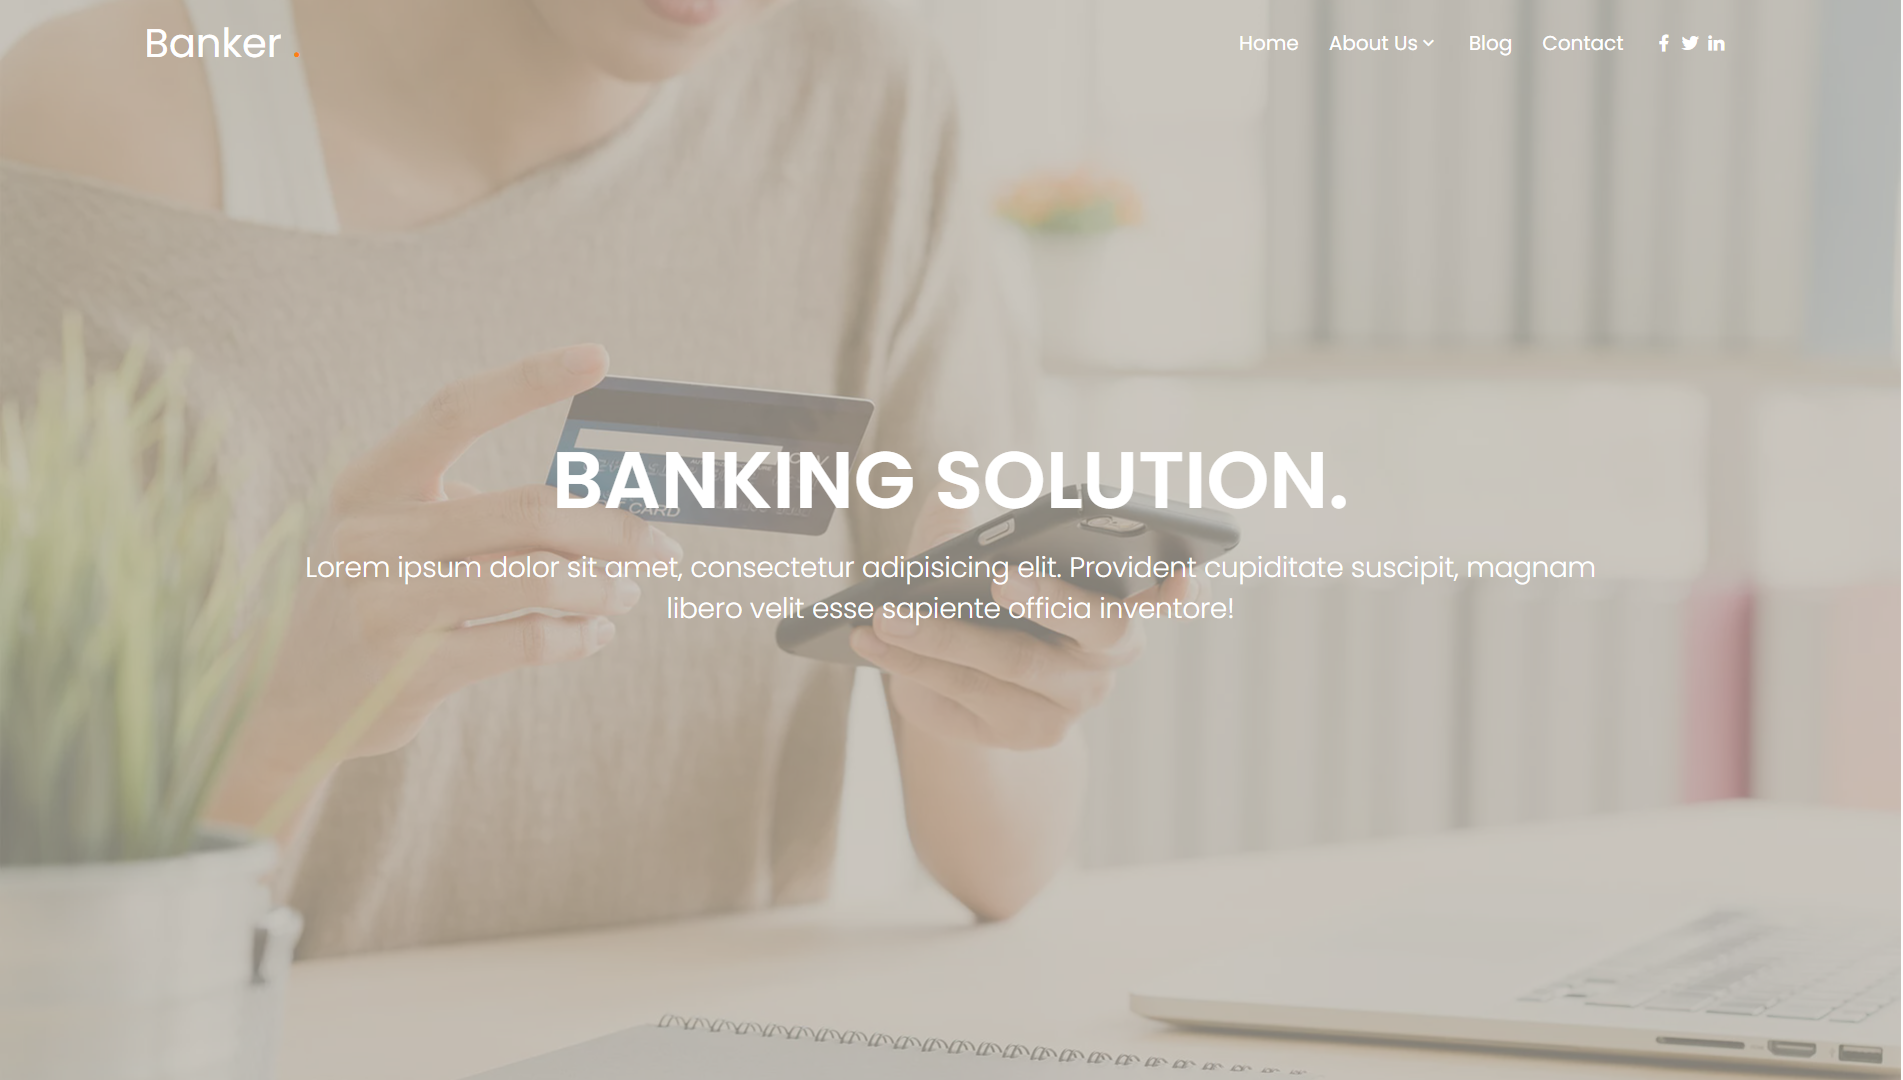 Banker .
Home About Us Blog Contact
BANKING SOLUTION.
CARD
Lorem ipsum dolor sit amet, consectetur adipisicing elit. Provident cupiditate suscipit, magnam
libero velit esse sapiente officia inventore!